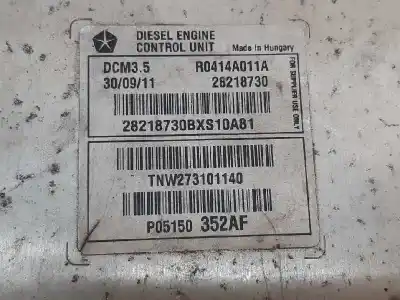 DIESEL ENGINE
CONTROL UNIT Made in Hungary
DCM3.5 R0414A011A
30/09/11 28218730
28218730BXS10A81
FOR SUPPLIER USE ONLY
TNW273101140
P05150 352AF